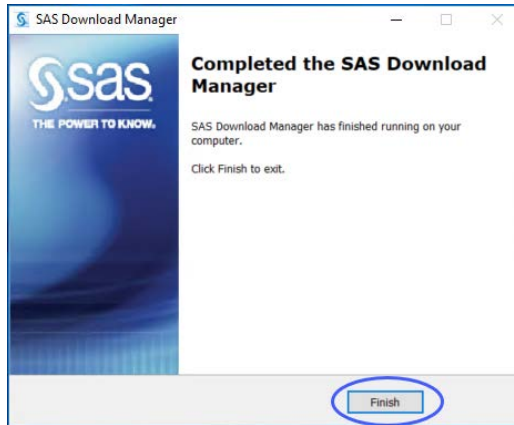 SAS Download Manager
sas
THE POWER TO KNOW.
Completed the SAS Download
Manager
SAS Download Manager has finished running on your
computer.
Click Finish to exit.
Finish